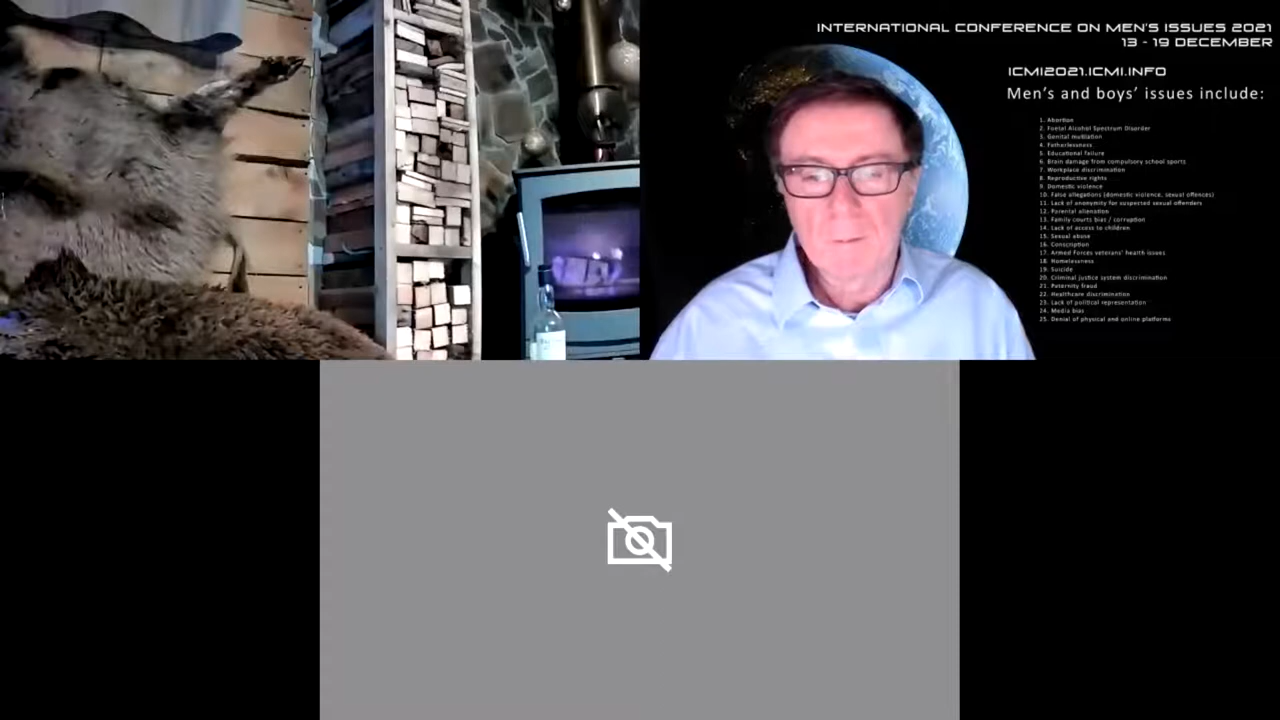 INTERNATIONAL CONFERENCE ON MEN'S ISSUES 2021
13 - 19 DECEMBER
ICMI2021.ICMI.INFO
Men's and boys' issues include:
1. Abortion
2. Foetal Alcohol Spectrum Disorder
3. Genital mutilation
4. Fatherlessness
5. Educational failure
6. Brain damage from compulsory school sports
7. Workplace discrimination
8. Reproductive rights
9. Domestic violence
10. False allegations (domestic violence, sexual offences)
11. Lack of anonymity for suspected sexual offenders
12. Parental alienation
13. Family courts bias / corruption
14. Lack of access to children
15. Sexual abuse
16. Conscription
17. Armed Forces veterans' health issues
18. Homelessness
19. Suicide
20. Criminal justice system discrimination
21. Paternity fraud
22. Healthcare discrimination
23. Lack of political representation
24. Media bias
25. Denial of physical and online platforms